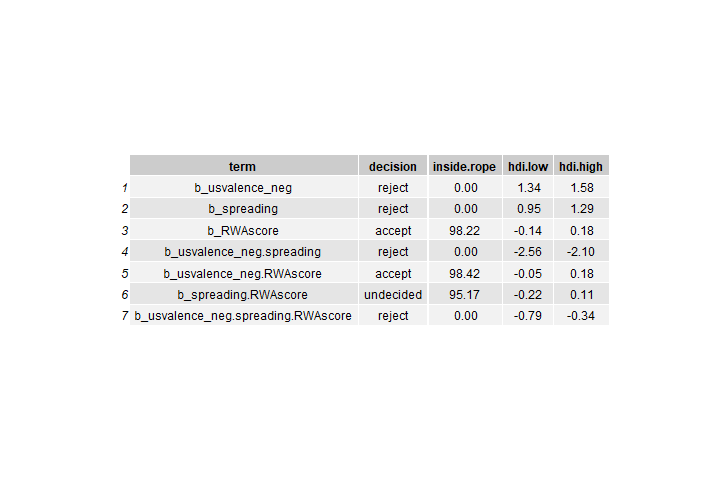 term decision inside.rope hdi.low hdi.high
1 b_usvalence_neg reject 0.00 1.34 1.58
2 b_spreading reject 0.00 0.95 1.29
3 b_RWAscore accept 98.22 -0.14 0.18
4 b_usvalence_neg.spreading reject 0.00 -2.56 -2.10
5 b_usvalence_neg.RWAscore accept 98.42 -0.05 0.18
6 b_spreading.RWAscore undecided 95.17 -0.22 0.11
7 b_usvalence_neg.spreading.RWAscore reject 0.00 -0.79 -0.34